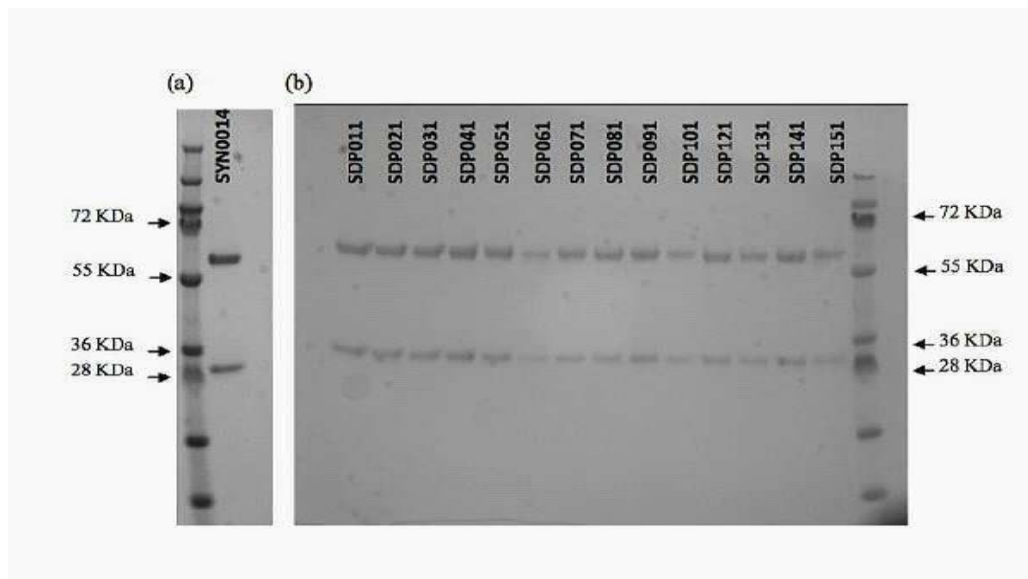 (a)
(b)
SYN0014
SDP011
SDP021
SDP031
SDP041
SDP051
SDP061
SDP071
SDP081
SDP091
SDP101
SDP121
SDP131
SDP141
SDP151
72 KDa
55 KDa
36 KDa
28 KDa
72 KDa
55 KDa
36 KDa
28 KDa